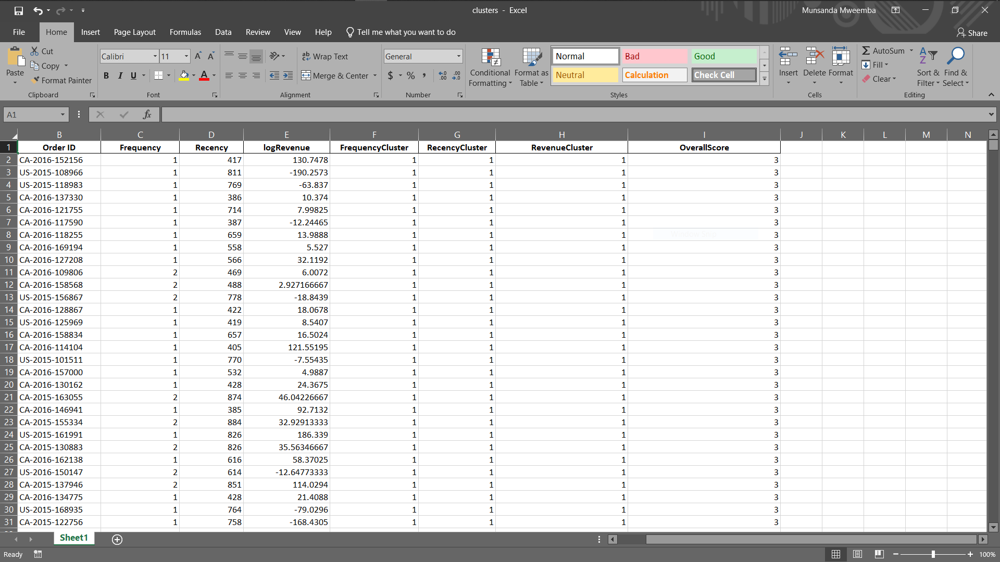 clusters - Excel
Munsanda Mweemba
File Home Insert Page Layout Formulas Data Review View Help Tell me what you want to do
Share
Paste
Cut
Copy
Format Painter
Clipboard
Calibri 11
B I U
Font
Wrap Text
Merge & Center
Alignment
General
$ % ,
Number
Conditional Formatting
Format as Table
Normal Bad Good
Neutral Calculation Check Cell
Styles
Insert Delete Format
Cells
AutoSum
Fill
Clear
Sort & Filter
Find & Select
Editing
A1 fx
B C D E F G H I J K L M N
1 Order ID Frequency Recency logRevenue FrequencyCluster RecencyCluster RevenueCluster OverallScore
2 CA-2016-152156 1 417 130.7478 1 1 1 3
3 US-2015-108966 1 811 -190.2573 1 1 1 3
4 US-2015-118983 1 769 -63.837 1 1 1 3
5 CA-2016-137330 1 386 10.374 1 1 1 3
6 CA-2016-121755 1 714 7.99825 1 1 1 3
7 CA-2016-117590 1 387 -12.24465 1 1 1 3
8 CA-2016-118255 1 659 13.9888 1 1 1 3
9 CA-2016-169194 1 558 5.527 1 1 1 3
10 CA-2016-127208 1 566 32.1192 1 1 1 3
11 CA-2016-109806 2 469 6.0072 1 1 1 3
12 CA-2016-158568 2 488 2.927166667 1 1 1 3
13 US-2015-156867 2 778 -18.8439 1 1 1 3
14 CA-2016-128867 1 422 18.0678 1 1 1 3
15 US-2016-125969 1 419 8.5407 1 1 1 3
16 CA-2016-158834 1 657 16.5024 1 1 1 3
17 CA-2016-114104 1 405 121.55195 1 1 1 3
18 US-2015-101511 1 770 -7.55435 1 1 1 3
19 CA-2016-157000 1 532 4.9887 1 1 1 3
20 CA-2016-130162 1 428 24.3675 1 1 1 3
21 CA-2015-163055 2 874 46.04226667 1 1 1 3
22 CA-2016-146941 1 385 92.7132 1 1 1 3
23 CA-2015-155334 2 884 32.92913333 1 1 1 3
24 US-2015-161991 1 826 186.339 1 1 1 3
25 CA-2015-130883 2 826 35.56346667 1 1 1 3
26 CA-2016-162138 1 616 58.37025 1 1 1 3
27 US-2016-150147 2 614 -12.64773333 1 1 1 3
28 CA-2015-137946 2 851 114.0294 1 1 1 3
29 CA-2016-134775 1 428 21.4088 1 1 1 3
30 US-2015-168935 1 764 -79.0296 1 1 1 3
31 CA-2015-122756 1 758 -168.4305 1 1 1 3
Sheet1
Ready
100%